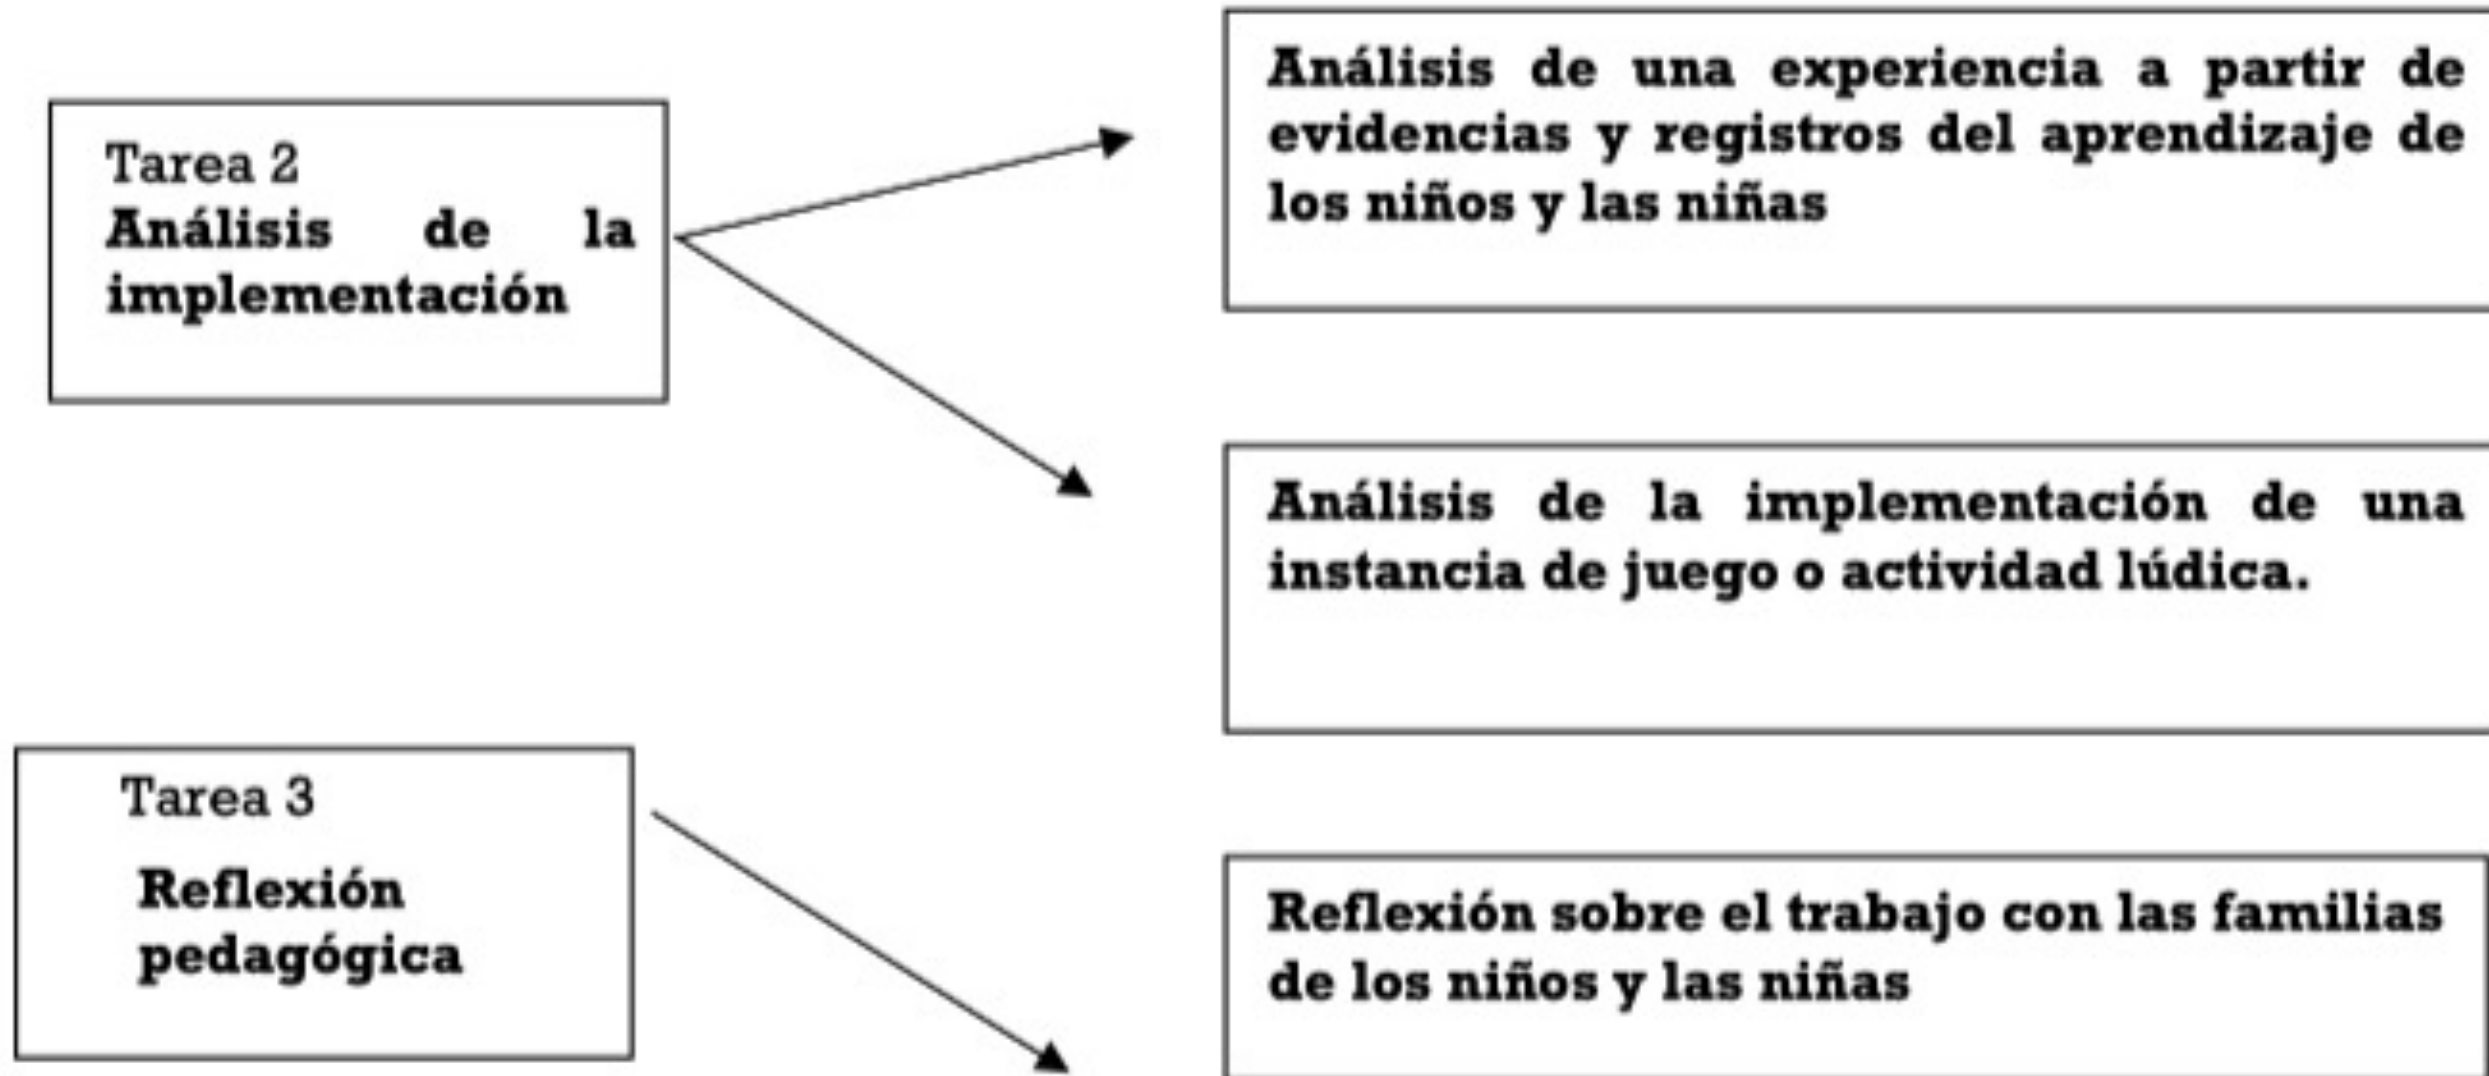 Tarea 2
Análisis de la
implementación
Análisis de una experiencia a partir de
evidencias y registros del aprendizaje de
los niños y las niñas
Análisis de la implementación de una
instancia de juego o actividad lúdica.
Tarea 3
Reflexión
pedagógica
Reflexión sobre el trabajo con las familias
de los niños y las niñas